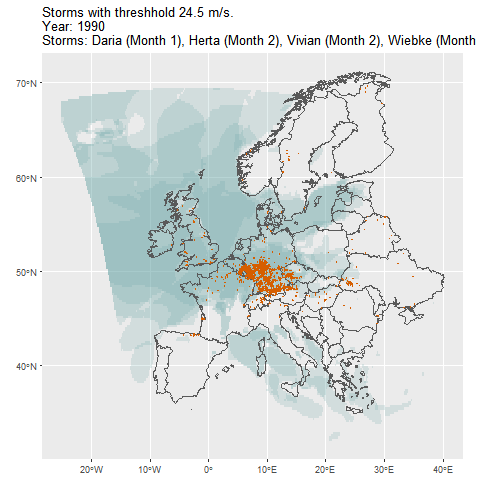 Storms with threshhold 24.5 m/s.
Year: 1990
Storms: Daria (Month 1), Herta (Month 2), Vivian (Month 2), Wiebke (Month
70°N
60°N
50°N
40°N
20°W 10°W 0° 10°E 20°E 30°E 40°E